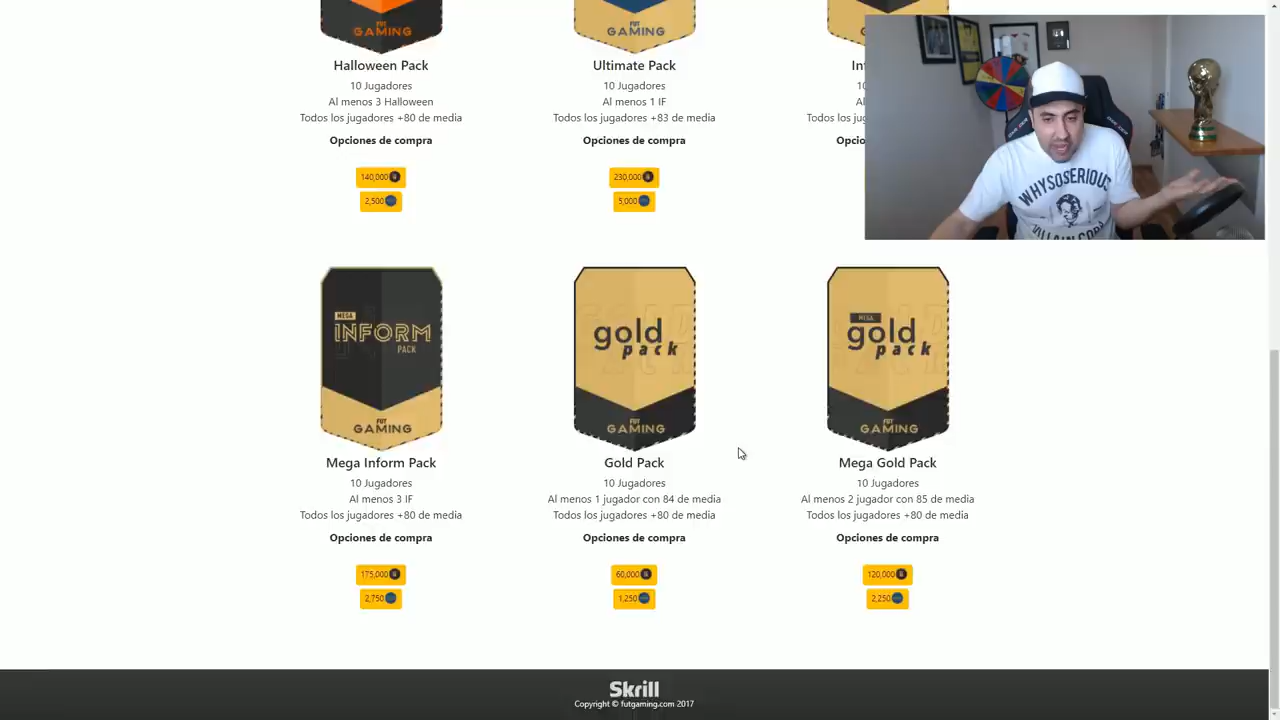 FUT
GAMING
Halloween Pack
10 Jugadores
Al menos 3 Halloween
Todos los jugadores +80 de media
Opciones de compra
140,000
2,500
FUT
GAMING
Ultimate Pack
10 Jugadores
Al menos 1 IF
Todos los jugadores +83 de media
Opciones de compra
230,000
5,000
WHYSOSERIOUS
MEGA
INFORM
PACK
FUT
GAMING
Mega Inform Pack
10 Jugadores
Al menos 3 IF
Todos los jugadores +80 de media
Opciones de compra
175,000
2,750
gold
pack
FUT
GAMING
Gold Pack
10 Jugadores
Al menos 1 jugador con 84 de media
Todos los jugadores +80 de media
Opciones de compra
60,000
1,250
MEGA
gold
pack
FUT
GAMING
Mega Gold Pack
10 Jugadores
Al menos 2 jugador con 85 de media
Todos los jugadores +80 de media
Opciones de compra
120,000
2,250
Skrill
Copyright © futgaming.com 2017